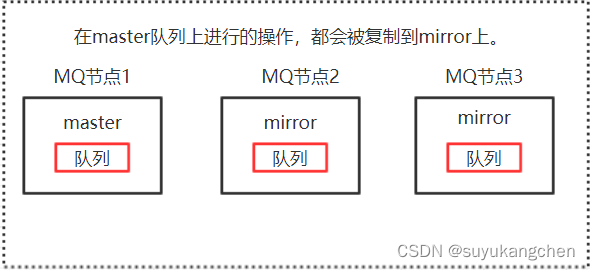 在master队列上进行的操作，都会被复制到mirror上。
MQ节点1 MQ节点2 MQ节点3
master mirror mirror
队列 队列 队列
CSDN @suyukangchen